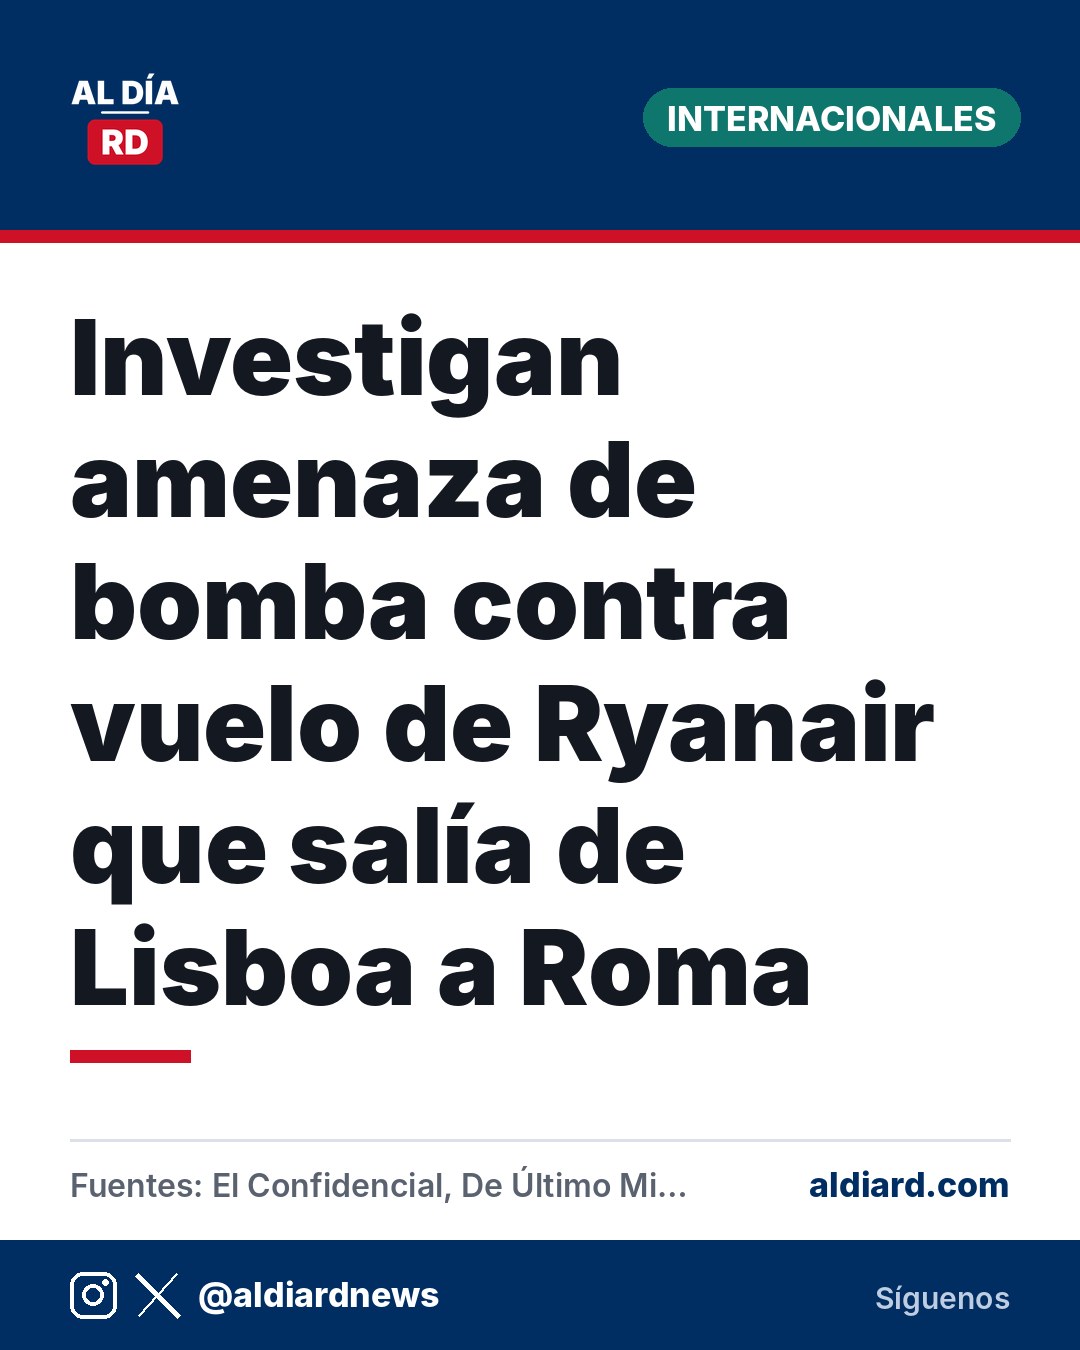 AL DÍA
RD
INTERNACIONALES
Investigan
amenaza de
bomba contra
vuelo de Ryanair
que salía de
Lisboa a Roma
Fuentes: El Confidencial, De Último Mi...
aldiard.com
@aldiardnews
Síguenos